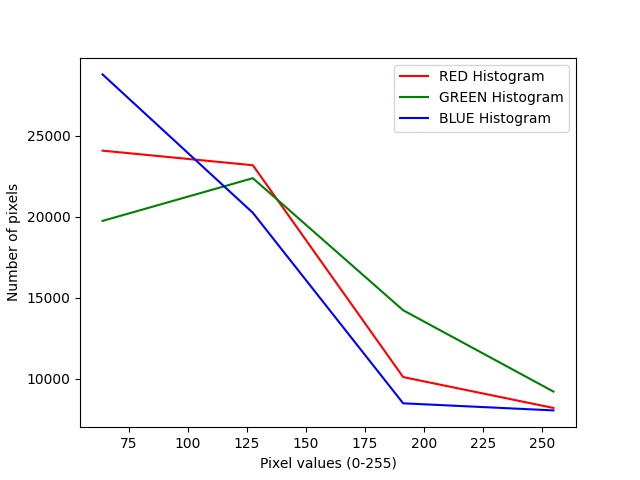 RED Histogram
GREEN Histogram
BLUE Histogram
25000
20000
15000
10000
Number of pixels
75 100 125 150 175 200 225 250
Pixel values (0-255)